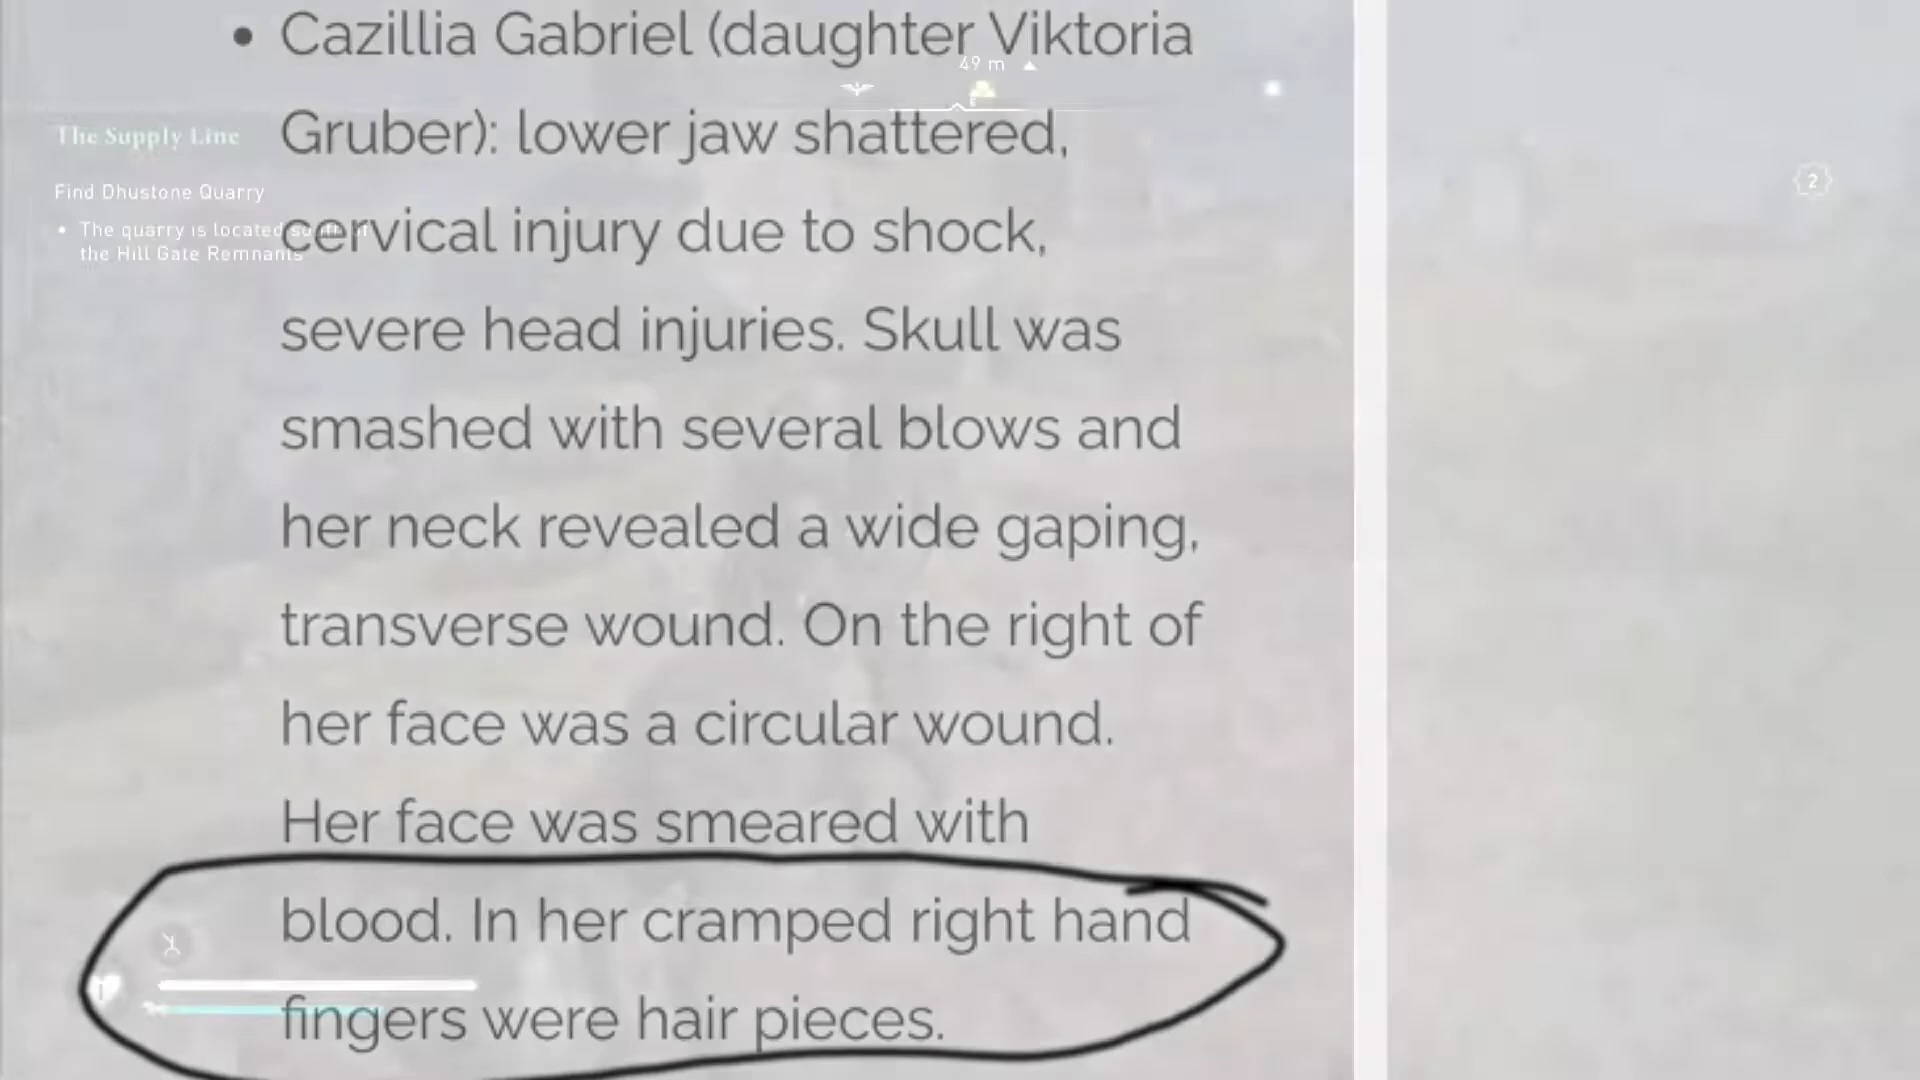 • Cazillia Gabriel (daughter Viktoria
Gruber): lower jaw shattered,
cervical injury due to shock,
severe head injuries. Skull was
smashed with several blows and
her neck revealed a wide gaping,
transverse wound. On the right of
her face was a circular wound.
Her face was smeared with
blood. In her cramped right hand
fingers were hair pieces.
49 m
E
The Supply Line
Find Dhustone Quarry
• The quarry is located south of
the Hill Gate Remnants
2